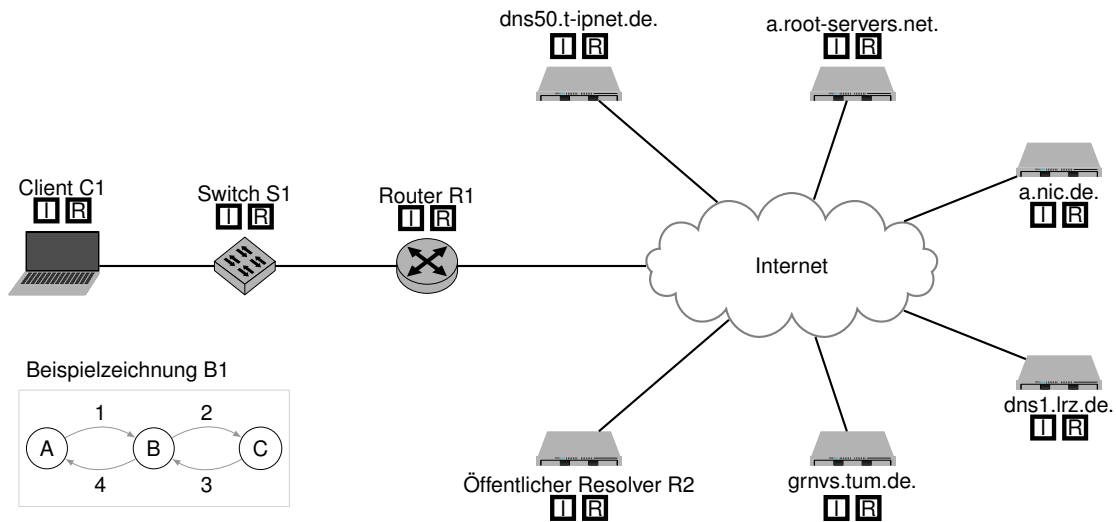 dns50.t-ipnet.de.
I R
a.root-servers.net.
I R
a.nic.de.
I R
Client C1
I R
Switch S1
I R
Router R1
I R
Internet
Beispielzeichnung B1
1 2
A B C
4 3
dns1.lrz.de.
I R
Öffentlicher Resolver R2
I R
grnvs.tum.de.
I R